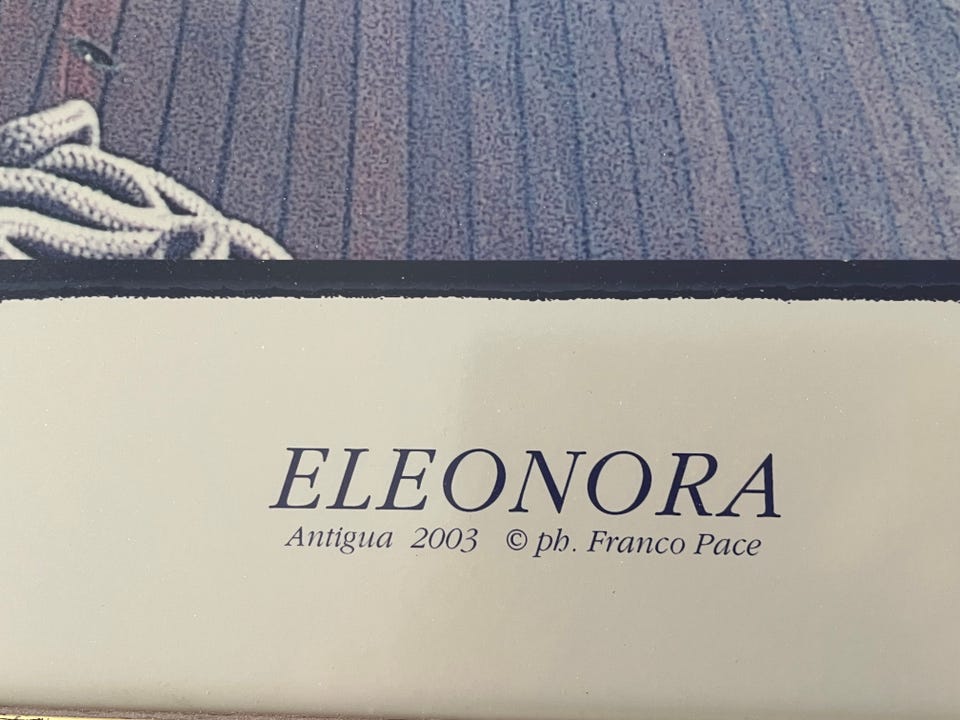 ELEONORA
Antigua 2003 © ph. Franco Pace